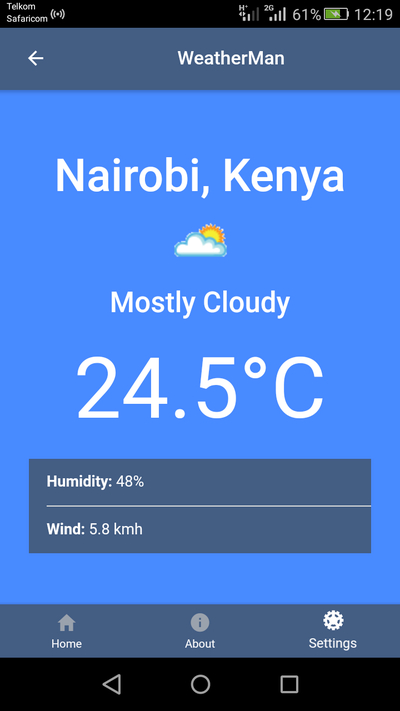 Telkom
Safaricom
H+
2G
61%
12:19
WeatherMan
Nairobi, Kenya
Mostly Cloudy
24.5°C
Humidity: 48%
Wind: 5.8 kmh
Home
About
Settings